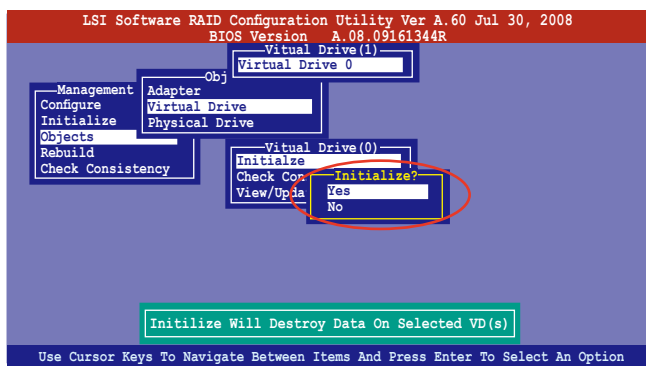 LSI Software RAID Configuration Utility Ver A.60 Jul 30, 2008
BIOS Version A.08.09161344R
Vitual Drive(1)
Virtual Drive 0
Obj
Adapter
Virtual Drive
Physical Drive
Management
Configure
Initialize
Objects
Rebuild
Check Consistency
Vitual Drive(0)
Initialze
Check Con
View/Upda
Initialize?
Yes
No
Initilize Will Destroy Data On Selected VD(s)
Use Cursor Keys To Navigate Between Items And Press Enter To Select An Option